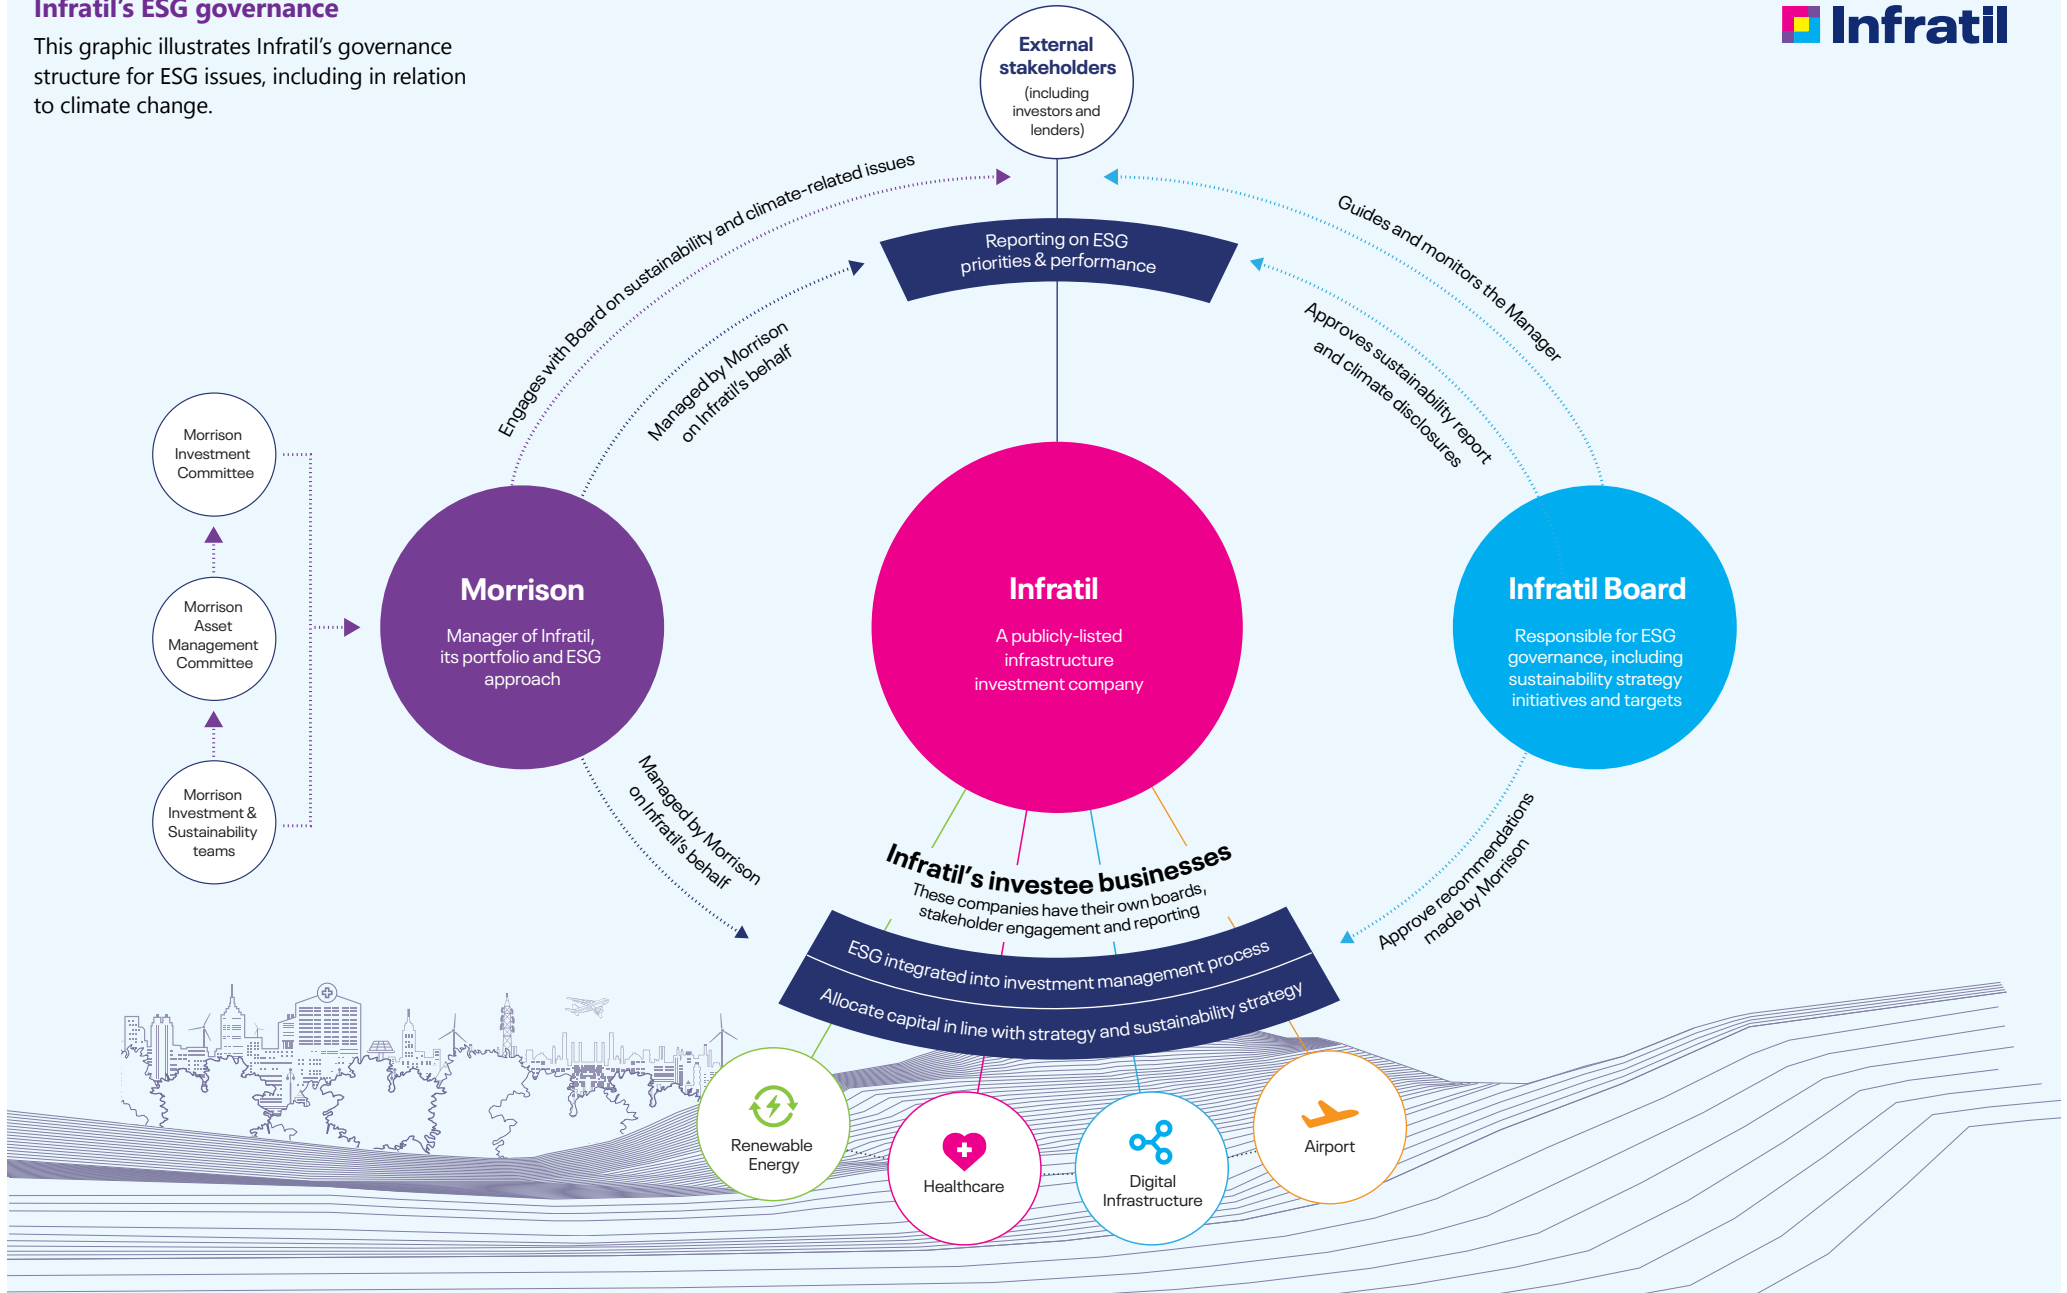 Infratil's ESG governance
This graphic illustrates Infratil's governance
structure for ESG issues, including in relation
to climate change.
Infratil
External
stakeholders
(including
investors and
lenders)
Engages with Board on sustainability and climate-related issues
Guides and monitors the Manager
Reporting on ESG
priorities & performance
Managed by Morrison
on Infratil's behalf
Approves sustainability report
and climate disclosures
Morrison
Investment
Committee
Morrison
Asset
Management
Committee
Morrison
Investment &
Sustainability
teams
Morrison
Manager of Infratil,
its portfolio and ESG
approach
Infratil
A publicly-listed
infrastructure
investment company
Infratil Board
Responsible for ESG
governance, including
sustainability strategy
initiatives and targets
Managed by Morrison
on Infratil's behalf
Approve recommendations
made by Morrison
Infratil's investee businesses
These companies have their own boards,
stakeholder engagement and reporting
ESG integrated into investment management process
Allocate capital in line with strategy and sustainability strategy
Renewable
Energy
Healthcare
Digital
Infrastructure
Airport